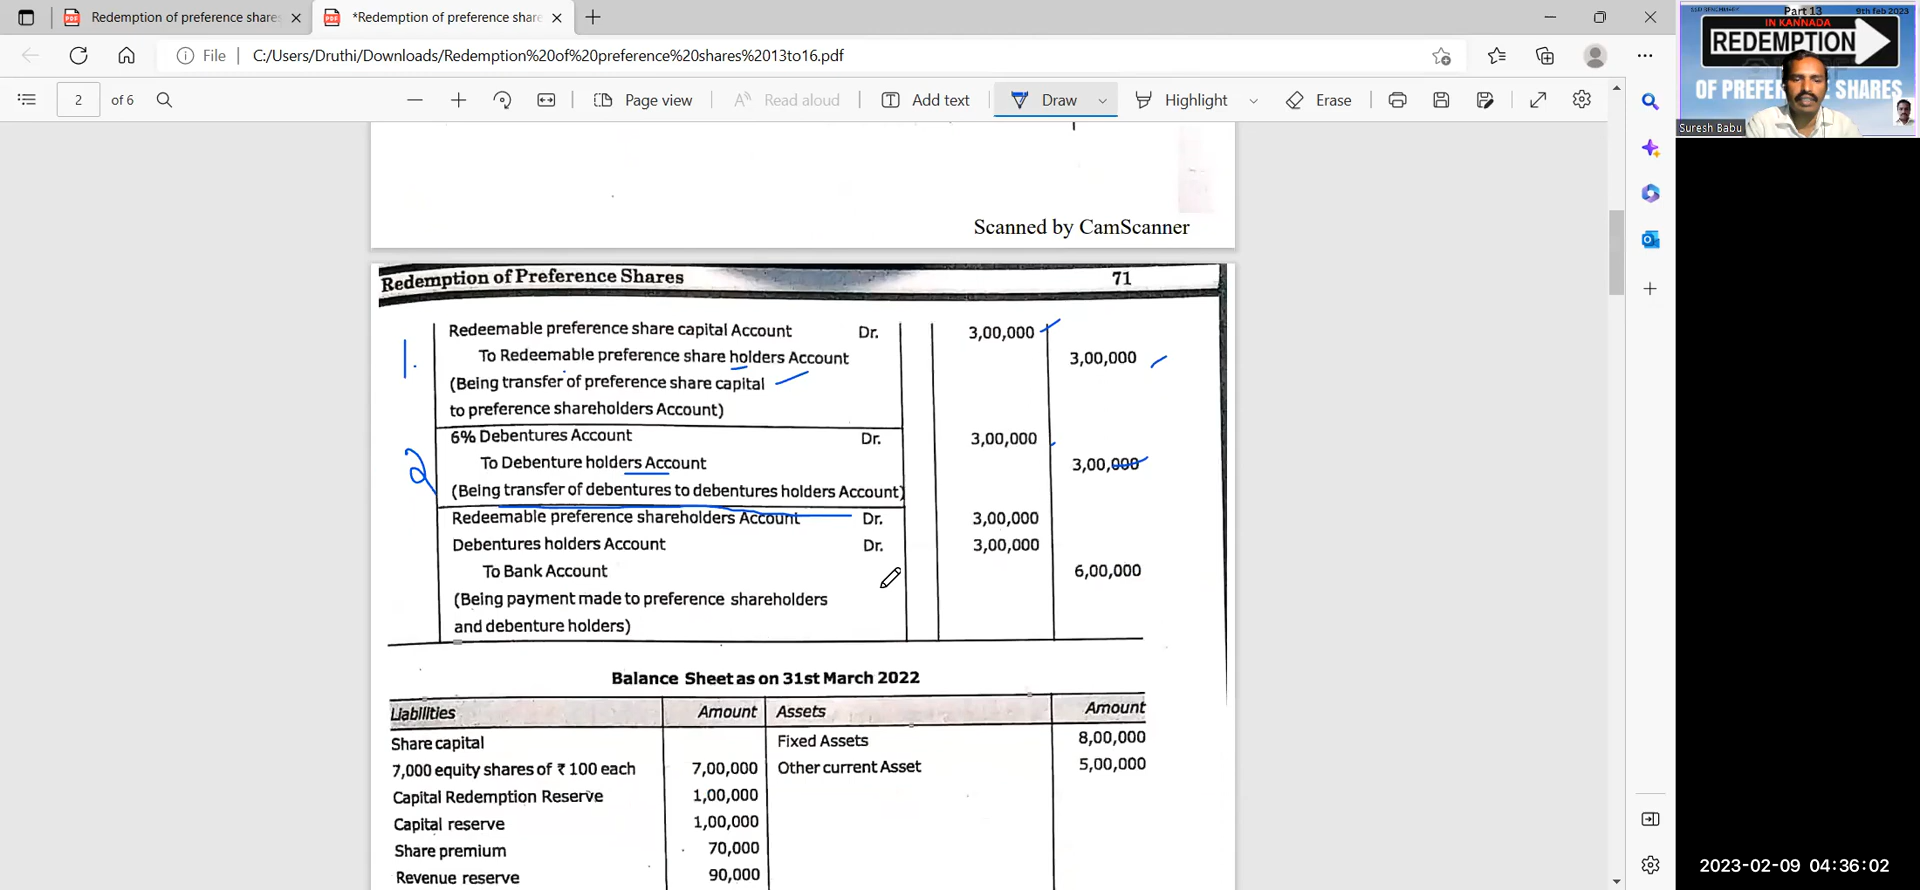 Redemption of preference share
*Redemption of preference share
File C:/Users/Druthi/Downloads/Redemption%20of%20preference%20shares%2013to16.pdf
2 of 6 Page view Read aloud Add text Draw Highlight Erase
Part 13
9th feb 2023
IN KANNADA
REDEMPTION
OF PREFERENCE SHARES
Suresh Babu
Scanned by CamScanner
Redemption of Preference Shares 71
1.
Redeemable preference share capital Account Dr. 3,00,000
To Redeemable preference share holders Account 3,00,000
(Being transfer of preference share capital
to preference shareholders Account)
2
6% Debentures Account Dr. 3,00,000
To Debenture holders Account 3,00,000
(Being transfer of debentures to debentures holders Account)
Redeemable preference shareholders Account Dr. 3,00,000
Debentures holders Account Dr. 3,00,000
To Bank Account 6,00,000
(Being payment made to preference shareholders
and debenture holders)
Balance Sheet as on 31st March 2022
Liabilities Amount Assets Amount
Share capital Fixed Assets 8,00,000
7,000 equity shares of ₹ 100 each 7,00,000 Other current Asset 5,00,000
Capital Redemption Reserve 1,00,000
Capital reserve 1,00,000
Share premium 70,000
Revenue reserve 90,000
2023-02-09 04:36:02